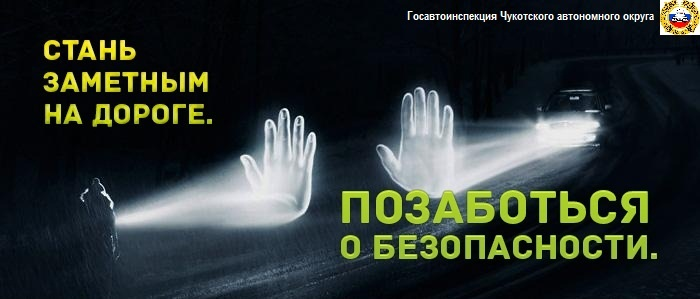 Госавтоинспекция Чукотского автономного округа
СТАНЬ
ЗАМЕТНЫМ
НА ДОРОГЕ.
ПОЗАБОТЬСЯ
О БЕЗОПАСНОСТИ.